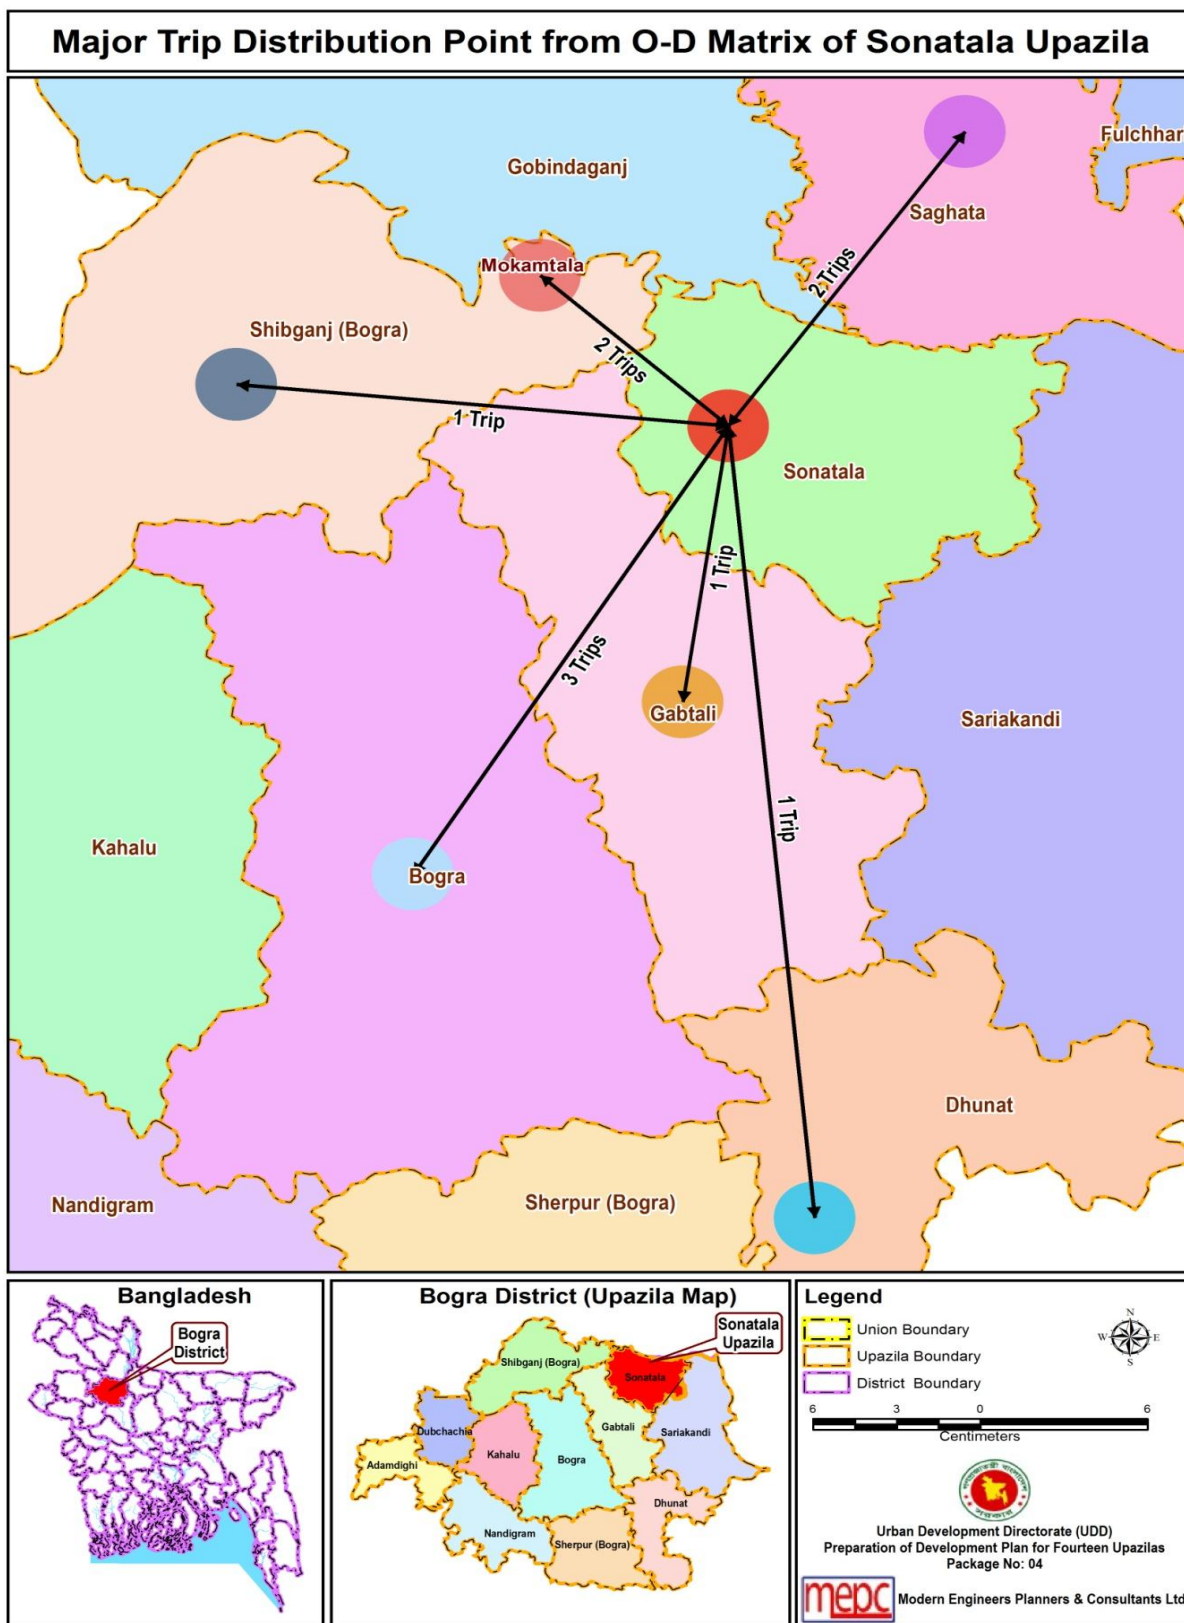 Major Trip Distribution Point from O-D Matrix of Sonatala Upazila
Fulchhar
Gobindaganj
Saghata
Mokamtala
2 Trips
Shibganj (Bogra)
2 Trips
1 Trip
Sonatala
1 Trip
3 Trips
Gabtali
Sariakandi
1 Trip
Kahalu
Bogra
Dhunat
Nandigram
Sherpur (Bogra)
Bangladesh
Bogra
District
Bogra District (Upazila Map)
Sonatala
Upazila
Shibganj (Bogra)
Sonatala
Dubchachia
Gabtali
Sariakandi
Kahalu
Bogra
Adamdighi
Dhunat
Nandigram
Sherpur (Bogra)
Legend
Union Boundary
Upazila Boundary
District Boundary
N
W E
S
6 3 0 6
Centimeters
Urban Development Directorate (UDD)
Preparation of Development Plan for Fourteen Upazilas
Package No: 04
mepc Modern Engineers Planners & Consultants Ltd